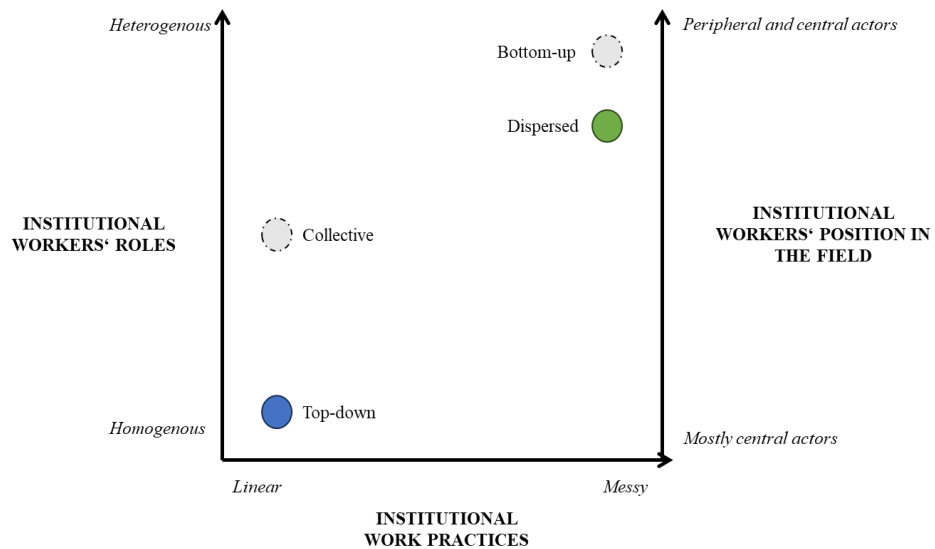 Heterogenous
Peripheral and central actors
Bottom-up
Dispersed
INSTITUTIONAL
WORKERS‘ ROLES
Collective
INSTITUTIONAL
WORKERS‘ POSITION IN
THE FIELD
Top-down
Homogenous
Mostly central actors
Linear
Messy
INSTITUTIONAL
WORK PRACTICES